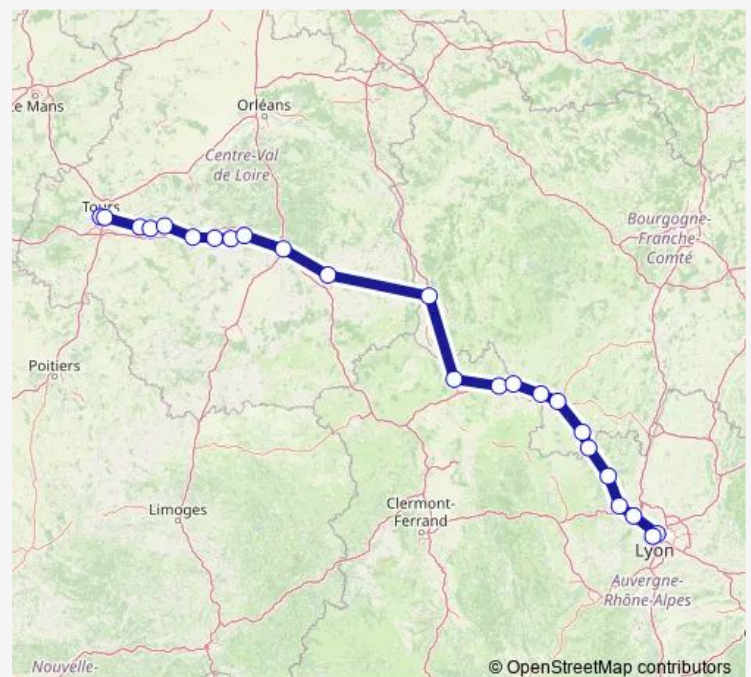 Le Mans
Orléans
Centre-Val
de Loire
Tours
Bourgogne-
Franche-
Comté
Poitiers
Limoges
Clermont-
Ferrand
Lyon
Auvergne-
Rhône-Alpes
Nouvelle-
© OpenStreetMap contributors